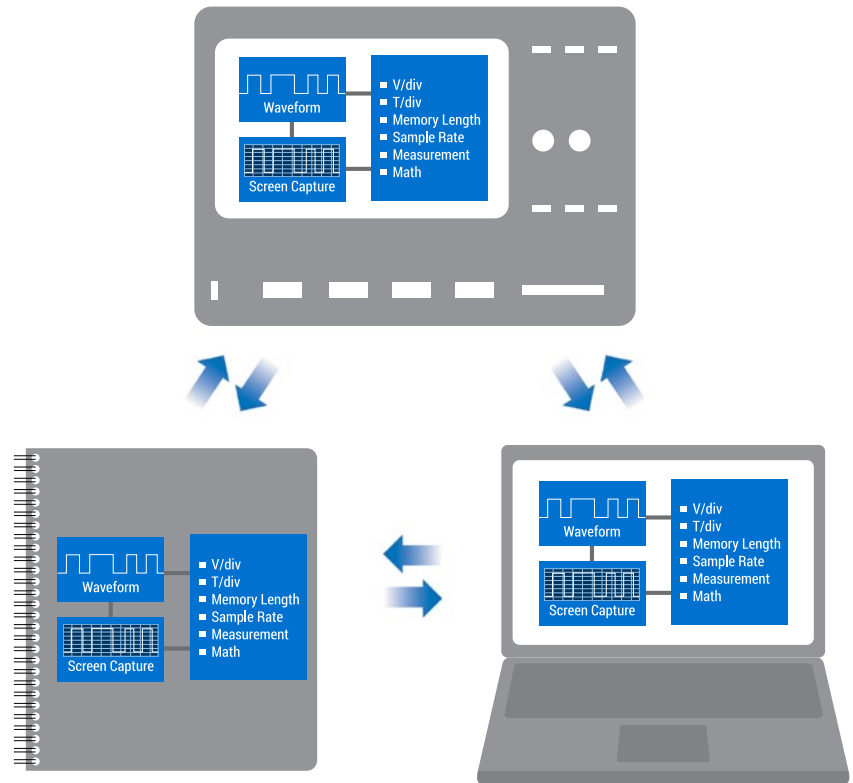 Waveform
Screen Capture
V/div
T/div
Memory Length
Sample Rate
Measurement
Math
Waveform
Screen Capture
V/div
T/div
Memory Length
Sample Rate
Measurement
Math
Waveform
Screen Capture
V/div
T/div
Memory Length
Sample Rate
Measurement
Math